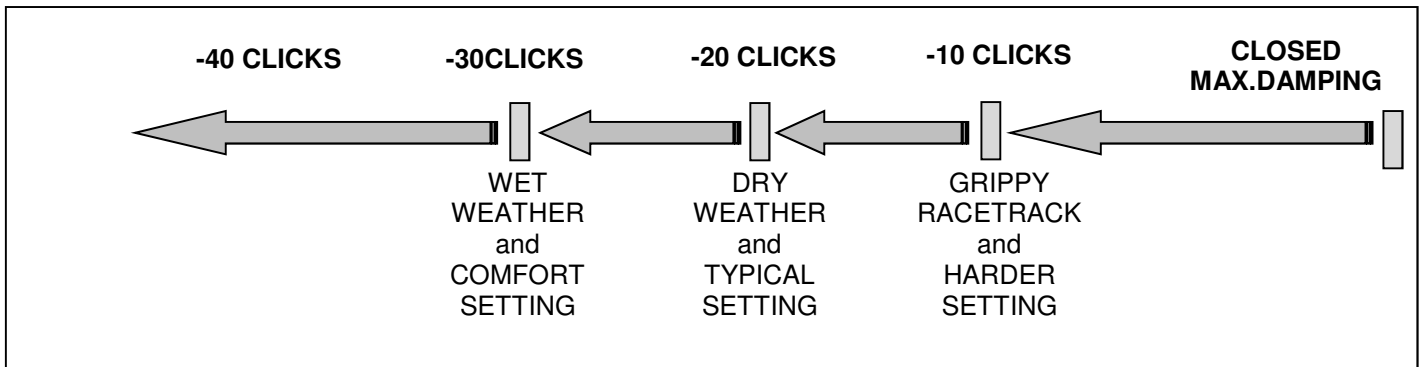 -40 CLICKS
-30CLICKS
-20 CLICKS
-10 CLICKS
CLOSED
MAX.DAMPING
WET
WEATHER
and
COMFORT
SETTING
DRY
WEATHER
and
TYPICAL
SETTING
GRIPPY
RACETRACK
and
HARDER
SETTING